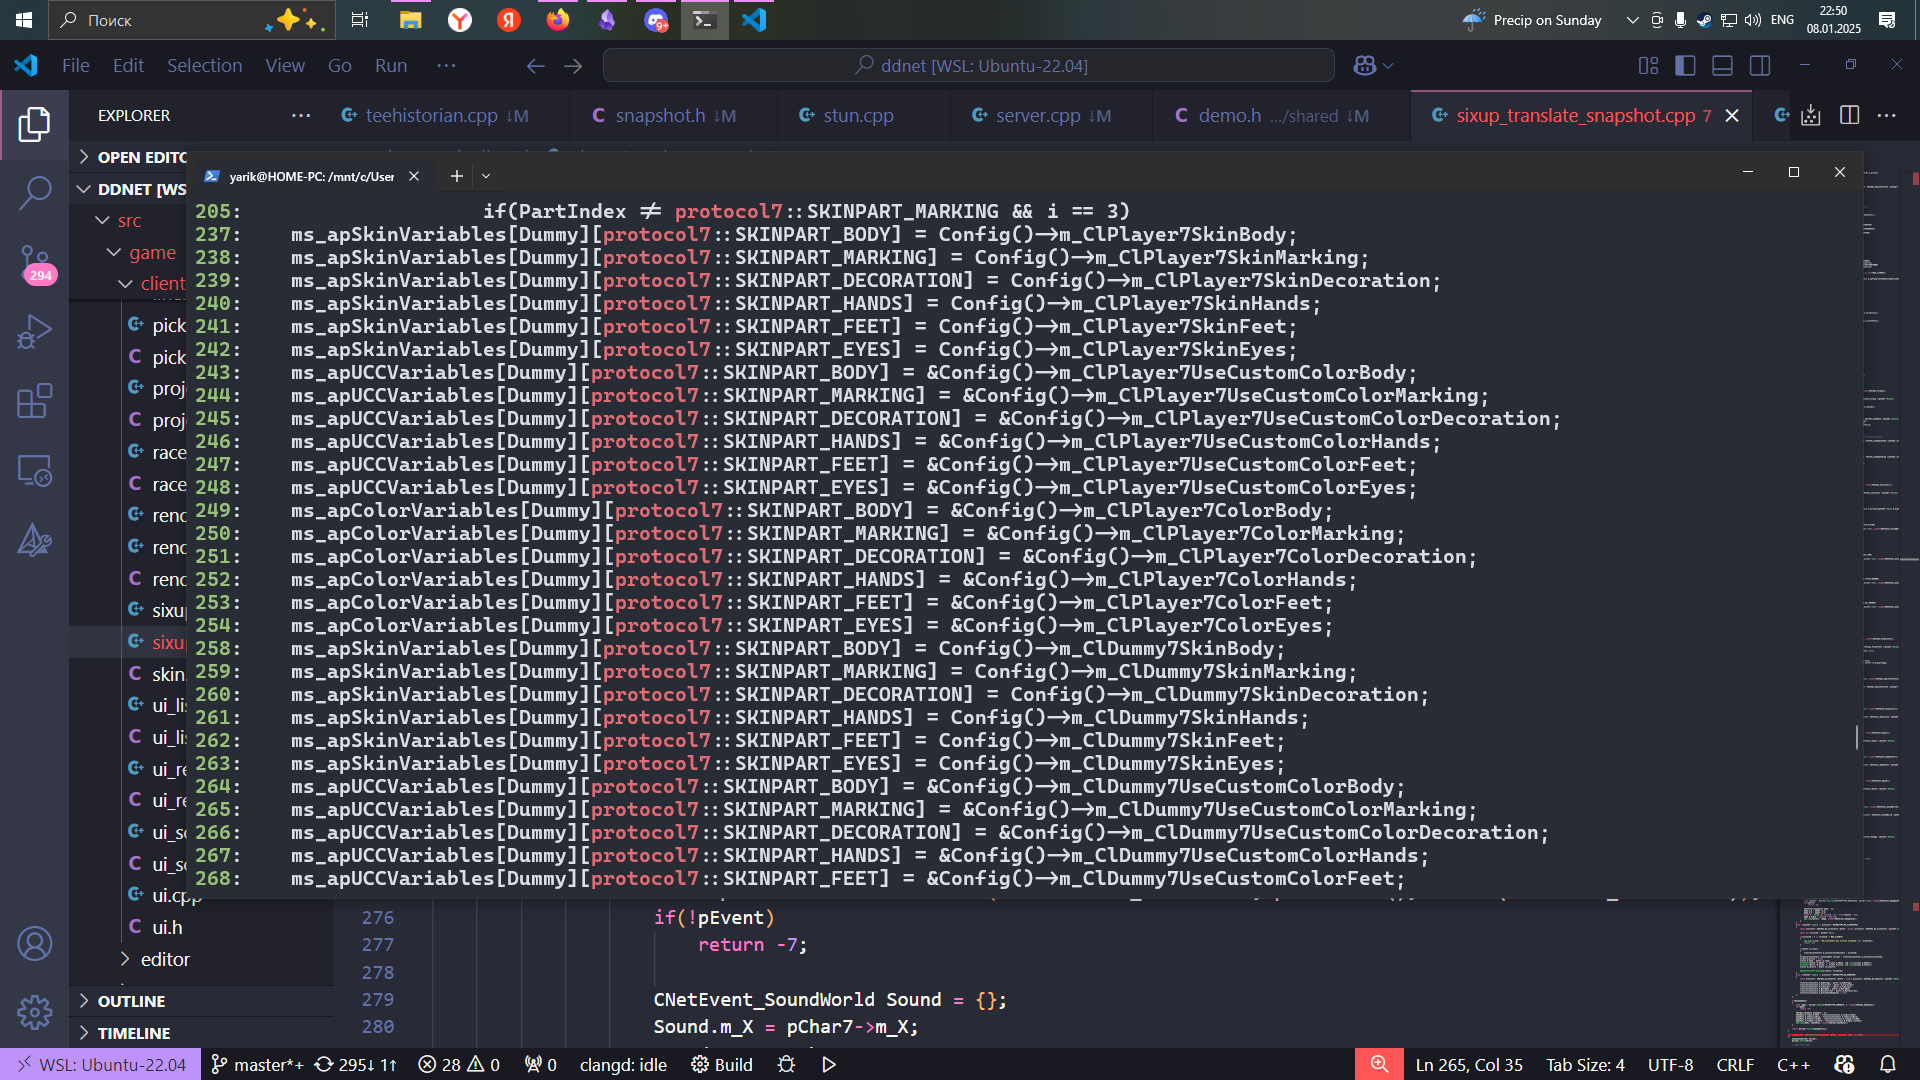 Поиск
9+
Precip on Sunday
ENG
22:50
08.01.2025
File Edit Selection View Go Run ···
ddnet [WSL: Ubuntu-22.04]
EXPLORER
teehistorian.cpp ↓M
snapshot.h ↓M
stun.cpp
server.cpp ↓M
demo.h .../shared ↓M
sixup_translate_snapshot.cpp 7
OPEN EDITO
DDNET [WS
src
game
client
294
pick
pick
proj
proj
race
race
rend
rend
rend
sixu
sixu
skin
ui_li
ui_li
ui_re
ui_re
ui_sc
ui_sc
ui.cpp
ui.h
editor
OUTLINE
TIMELINE
yarik@HOME-PC: /mnt/c/User
205: if(PartIndex ≠ protocol7::SKINPART_MARKING && i == 3)
237: ms_apSkinVariables[Dummy][protocol7::SKINPART_BODY] = Config()→m_ClPlayer7SkinBody;
238: ms_apSkinVariables[Dummy][protocol7::SKINPART_MARKING] = Config()→m_ClPlayer7SkinMarking;
239: ms_apSkinVariables[Dummy][protocol7::SKINPART_DECORATION] = Config()→m_ClPlayer7SkinDecoration;
240: ms_apSkinVariables[Dummy][protocol7::SKINPART_HANDS] = Config()→m_ClPlayer7SkinHands;
241: ms_apSkinVariables[Dummy][protocol7::SKINPART_FEET] = Config()→m_ClPlayer7SkinFeet;
242: ms_apSkinVariables[Dummy][protocol7::SKINPART_EYES] = Config()→m_ClPlayer7SkinEyes;
243: ms_apUCCVariables[Dummy][protocol7::SKINPART_BODY] = &Config()→m_ClPlayer7UseCustomColorBody;
244: ms_apUCCVariables[Dummy][protocol7::SKINPART_MARKING] = &Config()→m_ClPlayer7UseCustomColorMarking;
245: ms_apUCCVariables[Dummy][protocol7::SKINPART_DECORATION] = &Config()→m_ClPlayer7UseCustomColorDecoration;
246: ms_apUCCVariables[Dummy][protocol7::SKINPART_HANDS] = &Config()→m_ClPlayer7UseCustomColorHands;
247: ms_apUCCVariables[Dummy][protocol7::SKINPART_FEET] = &Config()→m_ClPlayer7UseCustomColorFeet;
248: ms_apUCCVariables[Dummy][protocol7::SKINPART_EYES] = &Config()→m_ClPlayer7UseCustomColorEyes;
249: ms_apColorVariables[Dummy][protocol7::SKINPART_BODY] = &Config()→m_ClPlayer7ColorBody;
250: ms_apColorVariables[Dummy][protocol7::SKINPART_MARKING] = &Config()→m_ClPlayer7ColorMarking;
251: ms_apColorVariables[Dummy][protocol7::SKINPART_DECORATION] = &Config()→m_ClPlayer7ColorDecoration;
252: ms_apColorVariables[Dummy][protocol7::SKINPART_HANDS] = &Config()→m_ClPlayer7ColorHands;
253: ms_apColorVariables[Dummy][protocol7::SKINPART_FEET] = &Config()→m_ClPlayer7ColorFeet;
254: ms_apColorVariables[Dummy][protocol7::SKINPART_EYES] = &Config()→m_ClPlayer7ColorEyes;
258: ms_apSkinVariables[Dummy][protocol7::SKINPART_BODY] = Config()→m_ClDummy7SkinBody;
259: ms_apSkinVariables[Dummy][protocol7::SKINPART_MARKING] = Config()→m_ClDummy7SkinMarking;
260: ms_apSkinVariables[Dummy][protocol7::SKINPART_DECORATION] = Config()→m_ClDummy7SkinDecoration;
261: ms_apSkinVariables[Dummy][protocol7::SKINPART_HANDS] = Config()→m_ClDummy7SkinHands;
262: ms_apSkinVariables[Dummy][protocol7::SKINPART_FEET] = Config()→m_ClDummy7SkinFeet;
263: ms_apSkinVariables[Dummy][protocol7::SKINPART_EYES] = Config()→m_ClDummy7SkinEyes;
264: ms_apUCCVariables[Dummy][protocol7::SKINPART_BODY] = &Config()→m_ClDummy7UseCustomColorBody;
265: ms_apUCCVariables[Dummy][protocol7::SKINPART_MARKING] = &Config()→m_ClDummy7UseCustomColorMarking;
266: ms_apUCCVariables[Dummy][protocol7::SKINPART_DECORATION] = &Config()→m_ClDummy7UseCustomColorDecoration;
267: ms_apUCCVariables[Dummy][protocol7::SKINPART_HANDS] = &Config()→m_ClDummy7UseCustomColorHands;
268: ms_apUCCVariables[Dummy][protocol7::SKINPART_FEET] = &Config()→m_ClDummy7UseCustomColorFeet;
276 if(!pEvent)
277 return -7;
278
279 CNetEvent_SoundWorld Sound = {};
280 Sound.m_X = pChar7->m_X;
WSL: Ubuntu-22.04 master*+ 295↓ 1↑ 28 0 0 clangd: idle Build Ln 265, Col 35 Tab Size: 4 UTF-8 CRLF C++